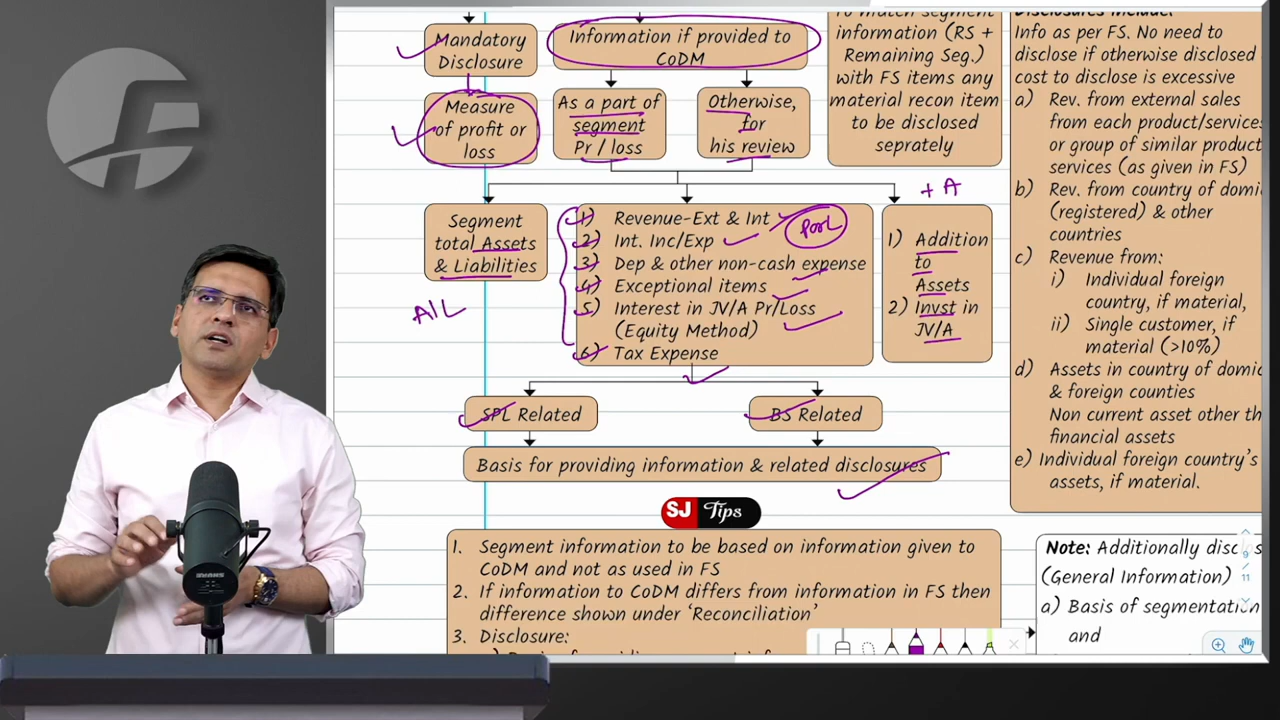 Mandatory
Disclosure
Measure
of profit or
loss
Information if provided to
CoDM
As a part of
segment
Pr / loss
Otherwise,
for
his review
To match segment
information (RS +
Remaining Seg.)
with FS items any
material recon item
to be disclosed
seprately
Segment
total Assets
& Liabilities
A/L
1) Revenue-Ext & Int
2) Int. Inc/Exp
3) Dep & other non-cash expense
4) Exceptional items
5) Interest in JV/A Pr/Loss
(Equity Method)
6) Tax Expense
+ A
1) Addition
to
Assets
2) Invst in
JV/A
SPL Related
BS Related
Basis for providing information & related disclosures
Disclosures include:
Info as per FS. No need to
disclose if otherwise disclosed
cost to disclose is excessive
a) Rev. from external sales
from each product/services
or group of similar product
services (as given in FS)
b) Rev. from country of domi
(registered) & other
countries
c) Revenue from:
i) Individual foreign
country, if material,
ii) Single customer, if
material (>10%)
d) Assets in country of domic
& foreign counties
Non current asset other th
financial assets
e) Individual foreign country's
assets, if material.
SJ Tips
1. Segment information to be based on information given to
CoDM and not as used in FS
2. If information to CoDM differs from information in FS then
difference shown under 'Reconciliation'
3. Disclosure:
Note: Additionally disc s
(General Information)
a) Basis of segmentation
and
9
11
SHURE